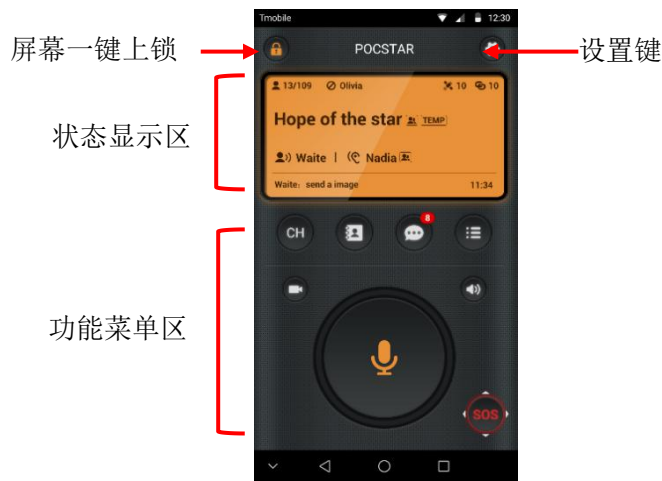 Tmobile 12:30
屏幕一键上锁
POCSTAR
设置键
13/109 Olivia 10 10
状态显示区
Hope of the star TEMP
Waite | Nadia
Waite: send a image 11:34
8
CH
功能菜单区
SOS